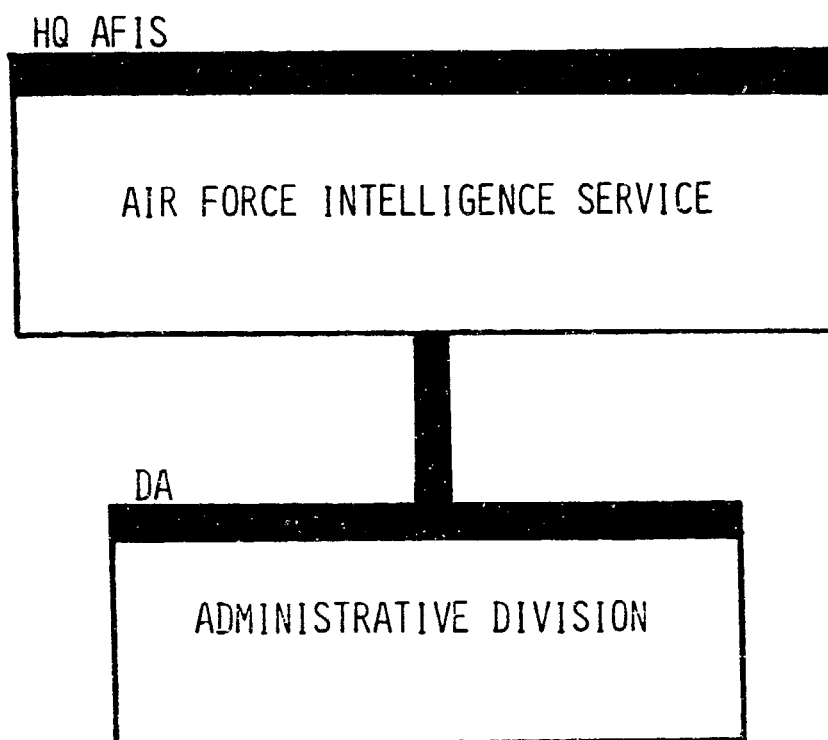 HQ AFIS
AIR FORCE INTELLIGENCE SERVICE
DA
ADMINISTRATIVE DIVISION